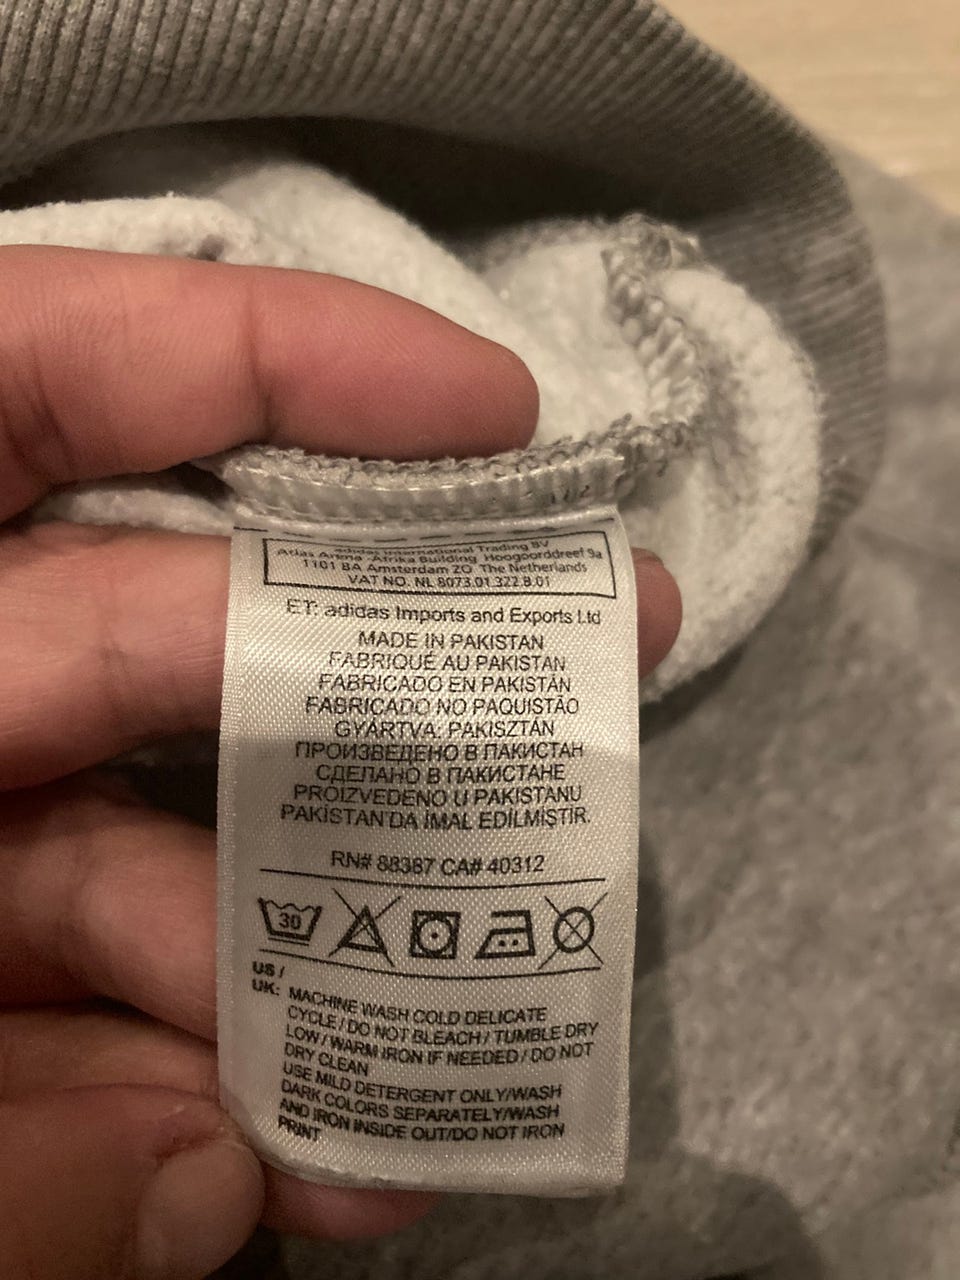 adidas International Trading BV
Atlas Arena -Afrika Building Hoogoorddreef 9a
1101 BA Amsterdam ZO The Netherlands
VAT NO. NL 8073.01.322.B.01
ET: adidas Imports and Exports Ltd
MADE IN PAKISTAN
FABRIQUÉ AU PAKISTAN
FABRICADO EN PAKISTÁN
FABRICADO NO PAQUISTÃO
GYÁRTVA: PAKISZTÁN
ПРОИЗВЕДЕНО В ПАКИСТАН
СДЕЛАНО В ПАКИСТАНЕ
PROIZVEDENO U PAKISTANU
PAKİSTAN'DA İMAL EDİLMİŞTİR.
RN# 88387 CA# 40312
30
US /
UK: MACHINE WASH COLD DELICATE
CYCLE / DO NOT BLEACH / TUMBLE DRY
LOW / WARM IRON IF NEEDED / DO NOT
DRY CLEAN
USE MILD DETERGENT ONLY/WASH
DARK COLORS SEPARATELY/WASH
AND IRON INSIDE OUT/DO NOT IRON
PRINT